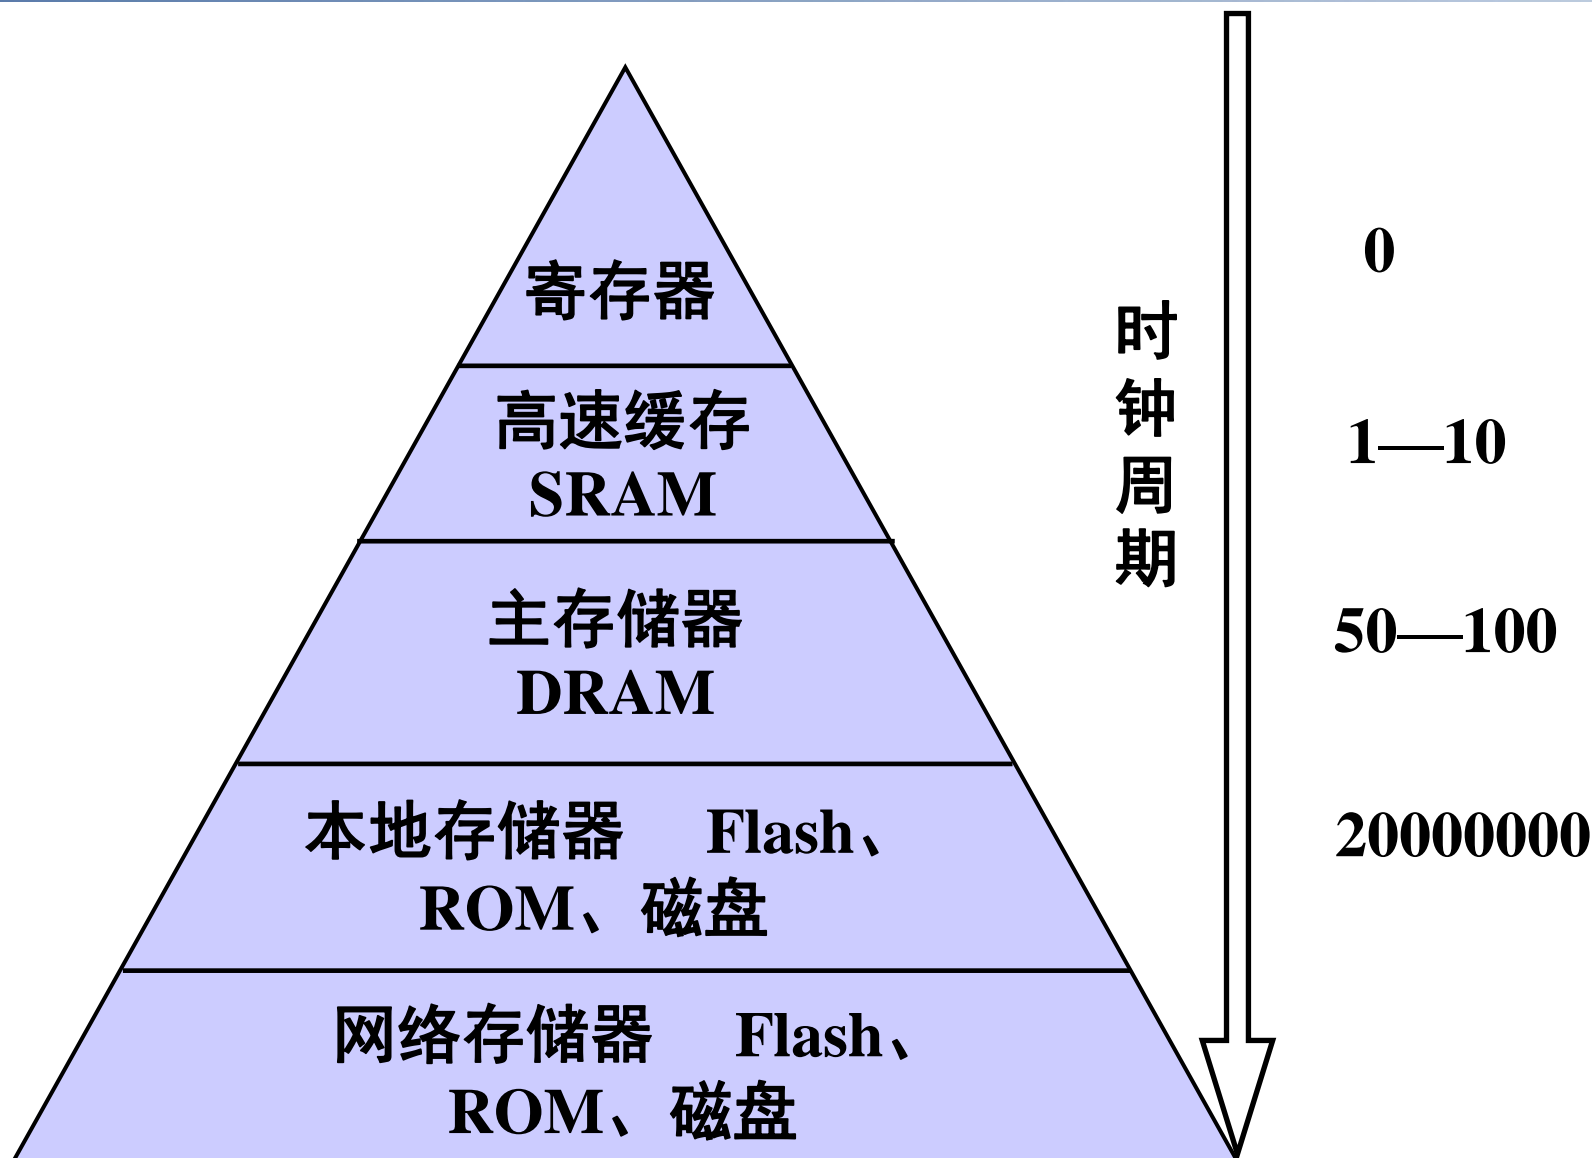 寄存器
高速缓存
SRAM
主存储器
DRAM
本地存储器 Flash、
ROM、磁盘
网络存储器 Flash、
ROM、磁盘
时
钟
周
期
0
1—10
50—100
20000000